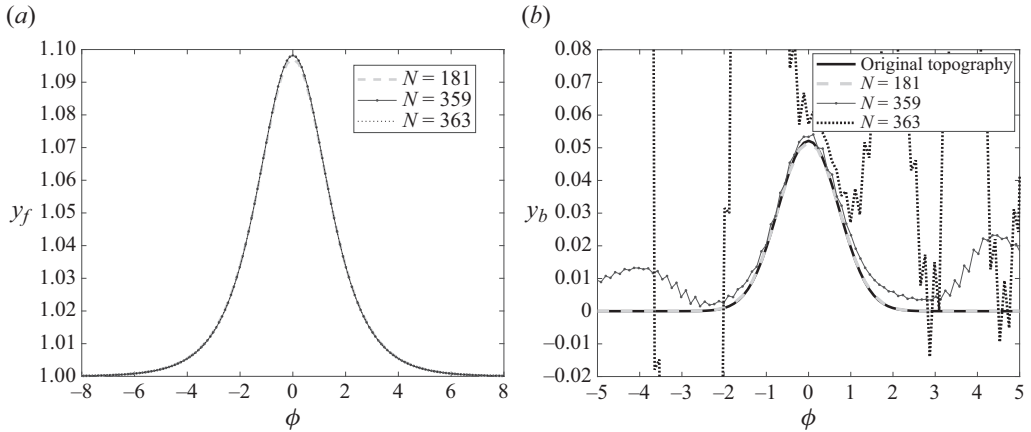 (a)
1.10
1.09
1.08
1.07
1.06
1.05
1.04
1.03
1.02
1.01
1.00
y_f
N = 181
N = 359
N = 363
−8 −6 −4 −2 0 2 4 6 8
ϕ
(b)
0.08
0.07
0.06
0.05
0.04
0.03
0.02
0.01
0
−0.01
−0.02
y_b
Original topography
N = 181
N = 359
N = 363
−5 −4 −3 −2 −1 0 1 2 3 4 5
ϕ